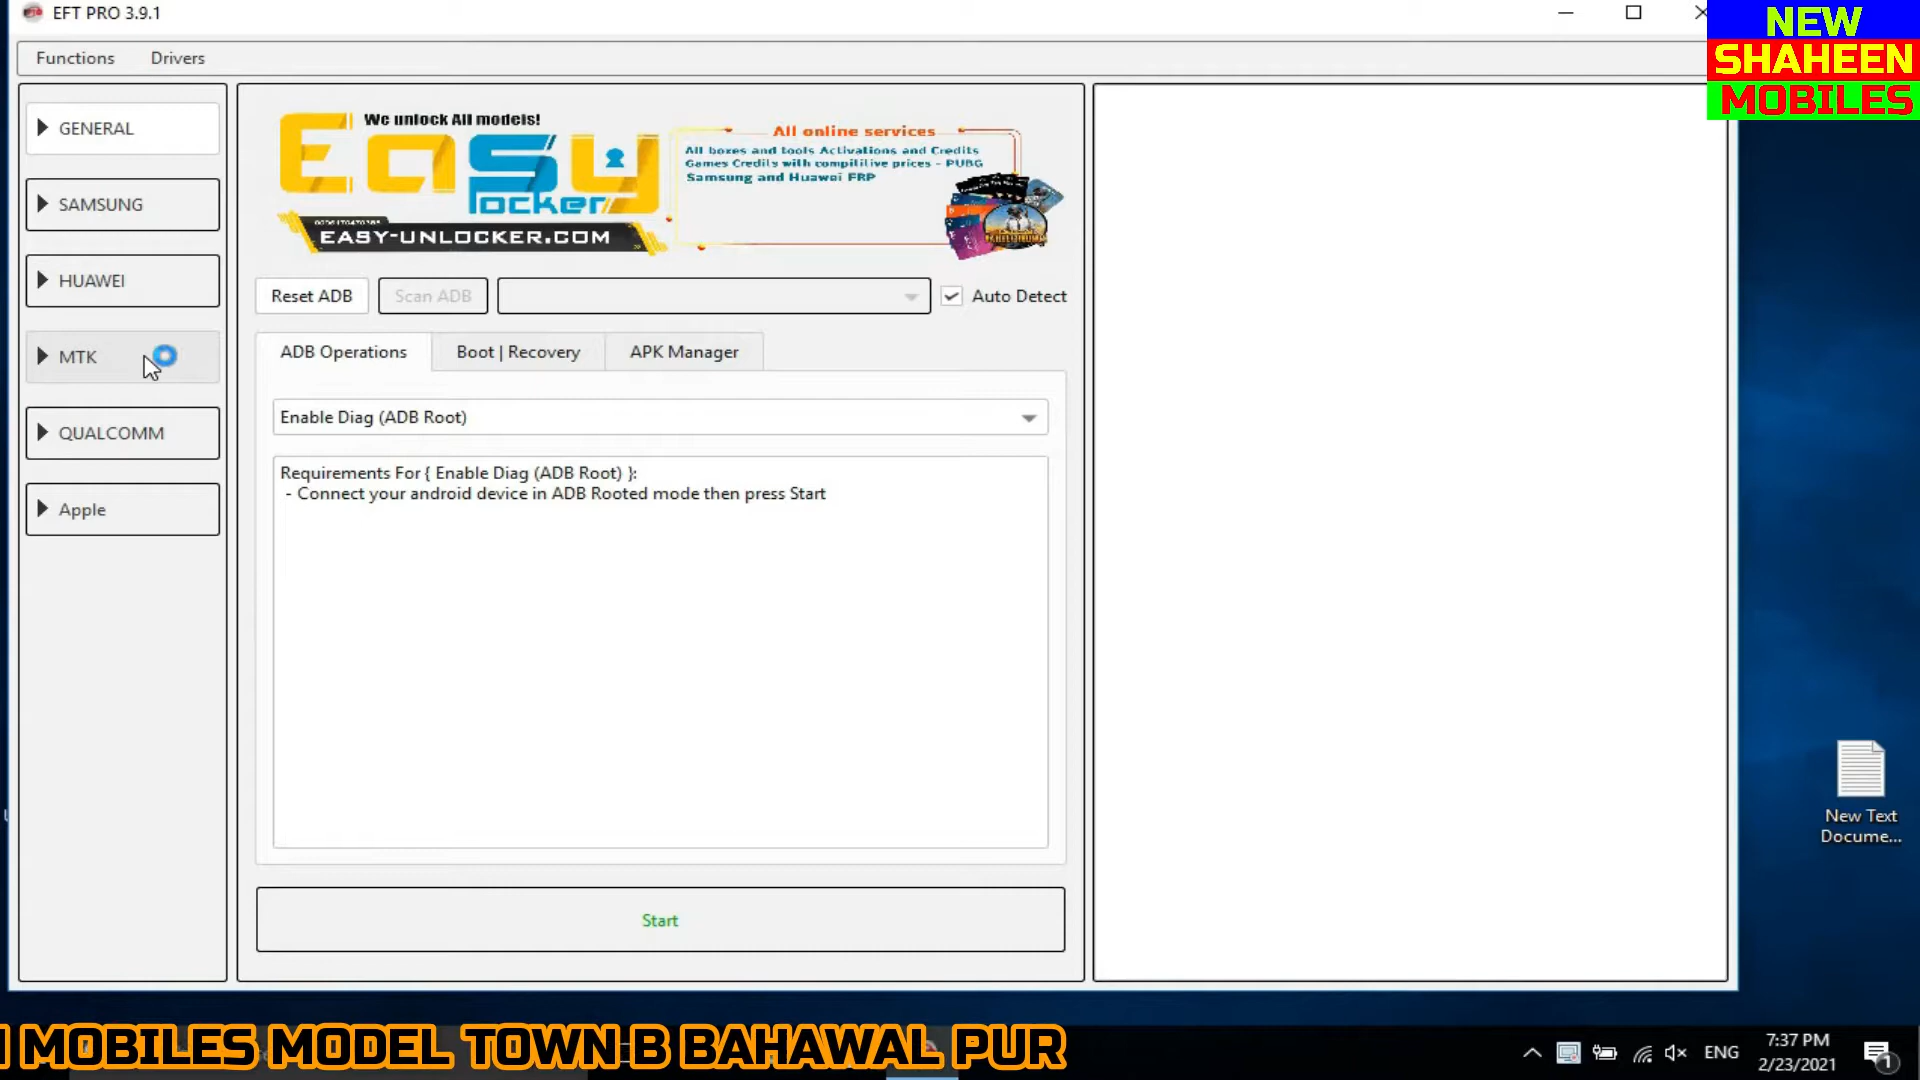 EFT PRO 3.9.1
NEW
SHAHEEN
MOBILES
Functions
Drivers
GENERAL
SAMSUNG
HUAWEI
MTK
QUALCOMM
Apple
We unlock All models!
Easy
EASY-UNLOCKER.COM
All online services
All boxes and tools Activations and Credits
Games Credits with compititive prices - PUBG
Samsung and Huawei FRP
Reset ADB
Scan ADB
Auto Detect
ADB Operations
Boot | Recovery
APK Manager
Enable Diag (ADB Root)
Requirements For { Enable Diag (ADB Root) }:
- Connect your android device in ADB Rooted mode then press Start
Start
New Text
Docume...
MOBILES MODEL TOWN B BAHAWAL PUR
ENG
7:37 PM
2/23/2021
1